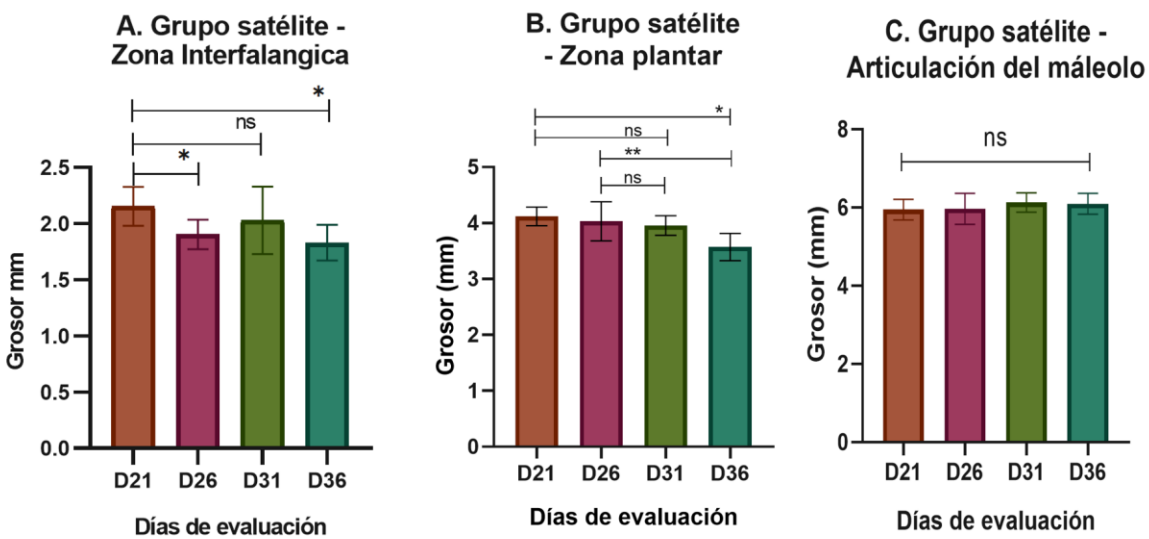 A. Grupo satélite -
Zona Interfalangica
*
ns
*
2.5
2.0
1.5
1.0
0.5
0.0
Grosor mm
D21 D26 D31 D36
Días de evaluación
B. Grupo satélite
- Zona plantar
*
ns
**
ns
5
4
3
2
1
0
Grosor (mm)
D21 D26 D31 D36
Días de evaluación
C. Grupo satélite -
Articulación del máleolo
ns
8
6
4
2
0
Grosor (mm)
D21 D26 D31 D36
Días de evaluación